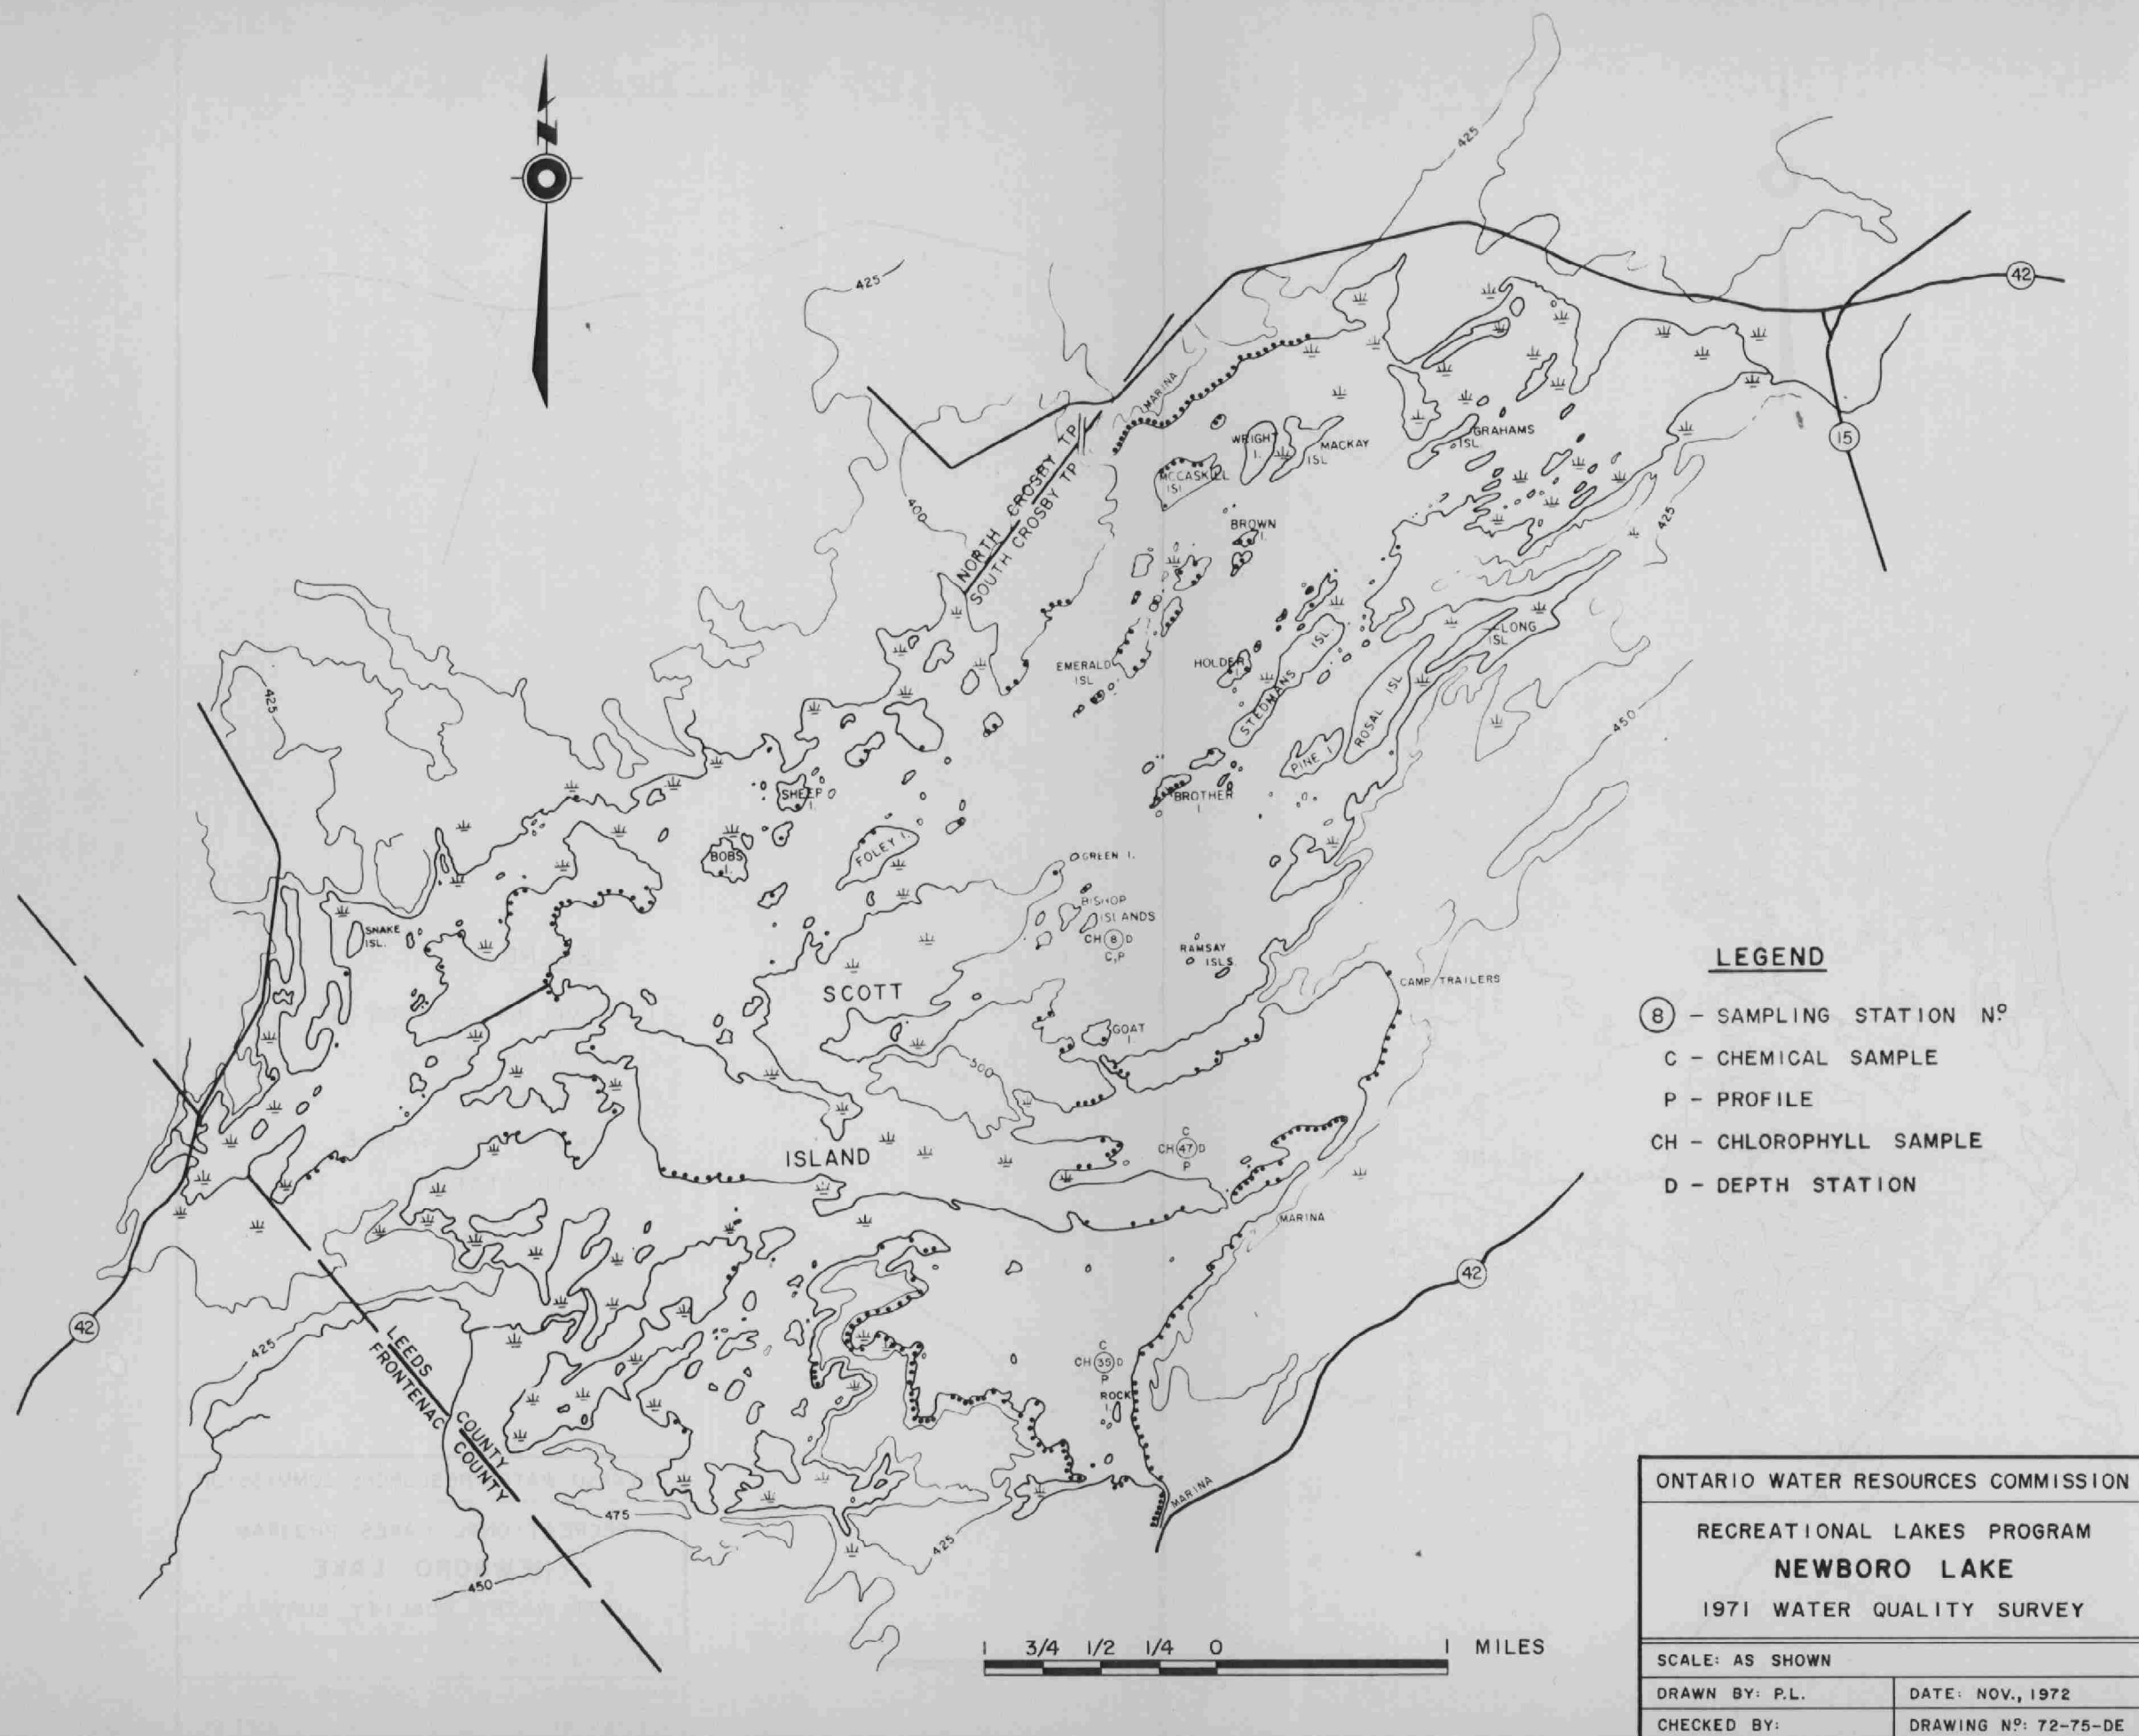 N
425
42
425
MARINA
WRIGHT
I.
MACKAY
ISL
GRAHAMS
ISL
15
MCCASKILL
ISL
NORTH CROSBY TP
SOUTH CROSBY TP
400
BROWN
I.
425
LONG
ISL
EMERALD
ISL
HOLDER
I
STEDMANS ISL
ROSAL ISL
PINE I
425
450
SHEEP
I.
BROTHER
I.
BOBS
I.
FOLEY I.
GREEN I.
BISHOP
ISLANDS
CH 8 D
C,P
SNAKE
ISL.
RAMSAY
ISLS
CAMP/TRAILERS
SCOTT
GOAT
I
500
C
CH 47 D
P
ISLAND
MARINA
42
42
425
LEEDS COUNTY
FRONTENAC COUNTY
C
CH 35 D
P
ROCK
I
MARINA
475
425
450
1 3/4 1/2 1/4 0 1 MILES
LEGEND
8 – SAMPLING STATION Nº
C – CHEMICAL SAMPLE
P – PROFILE
CH – CHLOROPHYLL SAMPLE
D – DEPTH STATION
ONTARIO WATER RESOURCES COMMISSION
RECREATIONAL LAKES PROGRAM
NEWBORO LAKE
1971 WATER QUALITY SURVEY
SCALE: AS SHOWN
DRAWN BY: P.L.
DATE: NOV., 1972
CHECKED BY:
DRAWING Nº: 72-75-DE